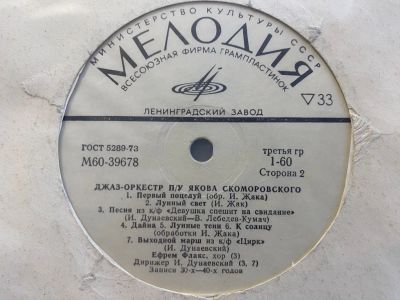 МИНИСТЕРСТВО КУЛЬТУРЫ СССР
МЕЛОДИЯ
ВСЕСОЮЗНАЯ ФИРМА ГРАМПЛАСТИНОК
ЛЕНИНГРАДСКИЙ ЗАВОД
▽33
ГОСТ 5289-73
М60-39678
третья гр
1-60
Сторона 2
ДЖАЗ-ОРКЕСТР П/У ЯКОВА СКОМОРОВСКОГО
1. Первый поцелуй (обр. И. Жака)
2. Лунный свет (И. Жак)
3. Песня из к/ф «Девушка спешит на свидание»
(И. Дунаевский — В. Лебедев-Кумач)
4. Дайна 5. Лунные тени 6. К солнцу
(обработки И. Жака)
7. Выходной марш из к/ф «Цирк»
(И. Дунаевский)
Ефрем Флакс, хор (3)
Дирижер И. Дунаевский (3, 7)
Записи 30-х—40-х годов